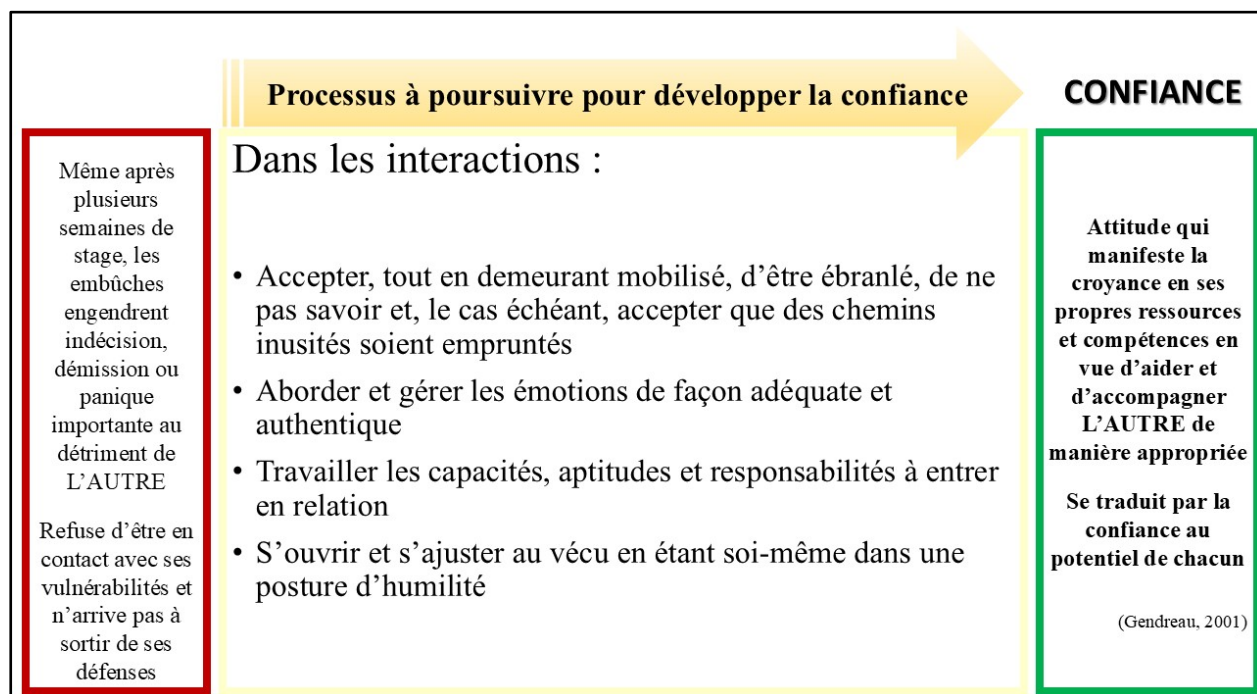 Processus à poursuivre pour développer la confiance
CONFIANCE
Même après
plusieurs
semaines de
stage, les
embûches
engendrent
indécision,
démission ou
panique
importante au
détriment de
L’AUTRE
Refuse d’être en
contact avec ses
vulnérabilités et
n’arrive pas à
sortir de ses
défenses
Dans les interactions :
• Accepter, tout en demeurant mobilisé, d’être ébranlé, de ne
pas savoir et, le cas échéant, accepter que des chemins
inusités soient empruntés
• Aborder et gérer les émotions de façon adéquate et
authentique
• Travailler les capacités, aptitudes et responsabilités à entrer
en relation
• S’ouvrir et s’ajuster au vécu en étant soi-même dans une
posture d’humilité
Attitude qui
manifeste la
croyance en ses
propres ressources
et compétences en
vue d’aider et
d’accompagner
L’AUTRE de
manière appropriée
Se traduit par la
confiance au
potentiel de chacun
(Gendreau, 2001)